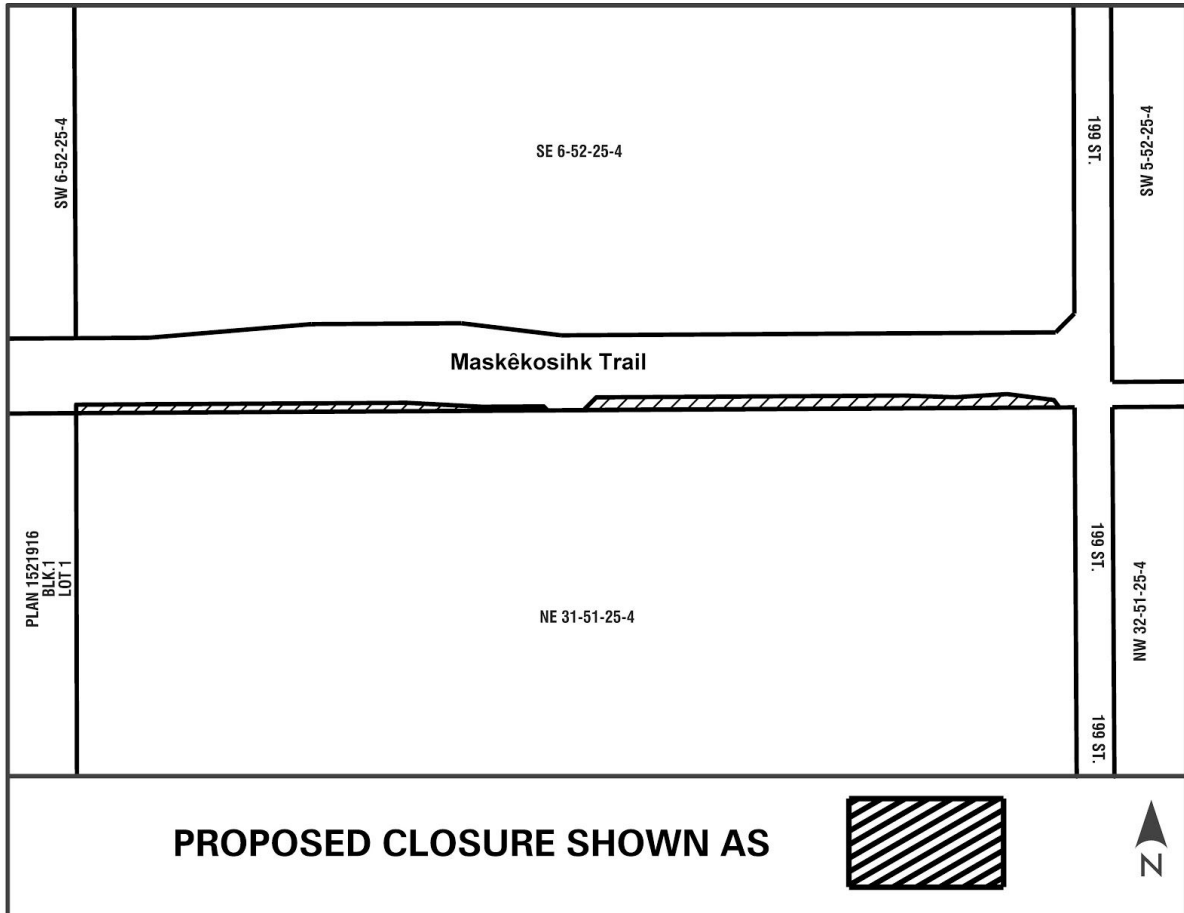 SW 6-52-25-4
SE 6-52-25-4
199 ST.
SW 5-52-25-4
Maskêkosihk Trail
PLAN 1521916
BLK.1
LOT 1
NE 31-51-25-4
199 ST.
NW 32-51-25-4
199 ST.
PROPOSED CLOSURE SHOWN AS
N